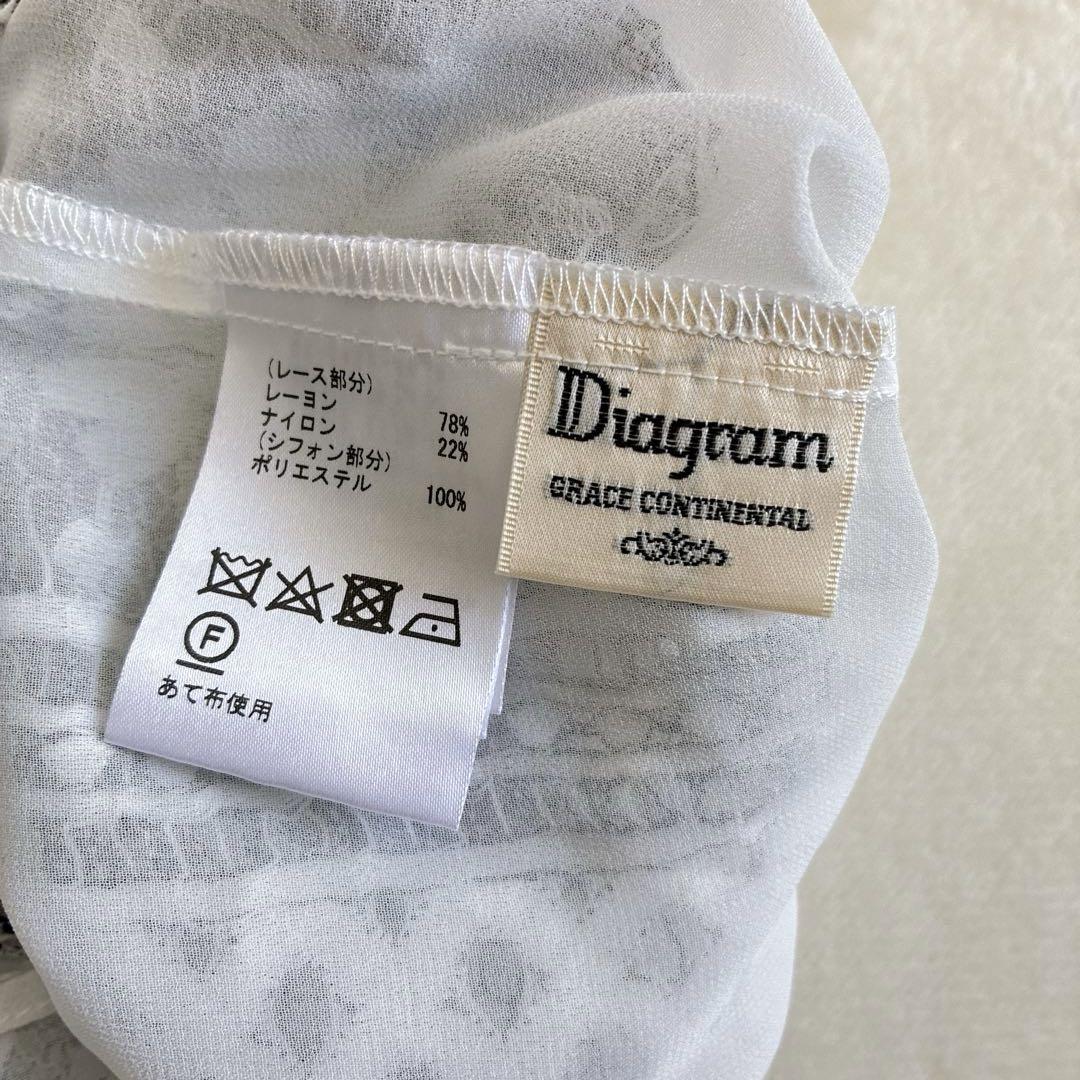 (レース部分)
レーヨン 78%
ナイロン 22%
(シフォン部分)
ポリエステル 100%
F
あて布使用
Diagram
GRACE CONTINENTAL